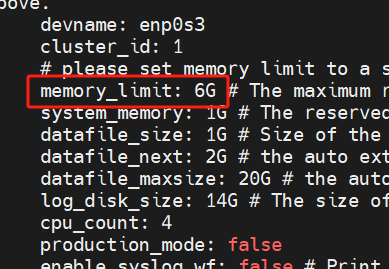 devname: enp0s3
cluster_id: 1
# please set memory limit to a s
memory_limit: 6G # The maximum r
system_memory: 1G # The reserved
datafile_size: 1G # Size of the
datafile_next: 2G # the auto ext
datafile_maxsize: 20G # the auto
log_disk_size: 14G # The size of
cpu_count: 4
production_mode: false
enable_syslog_wf: false # Print